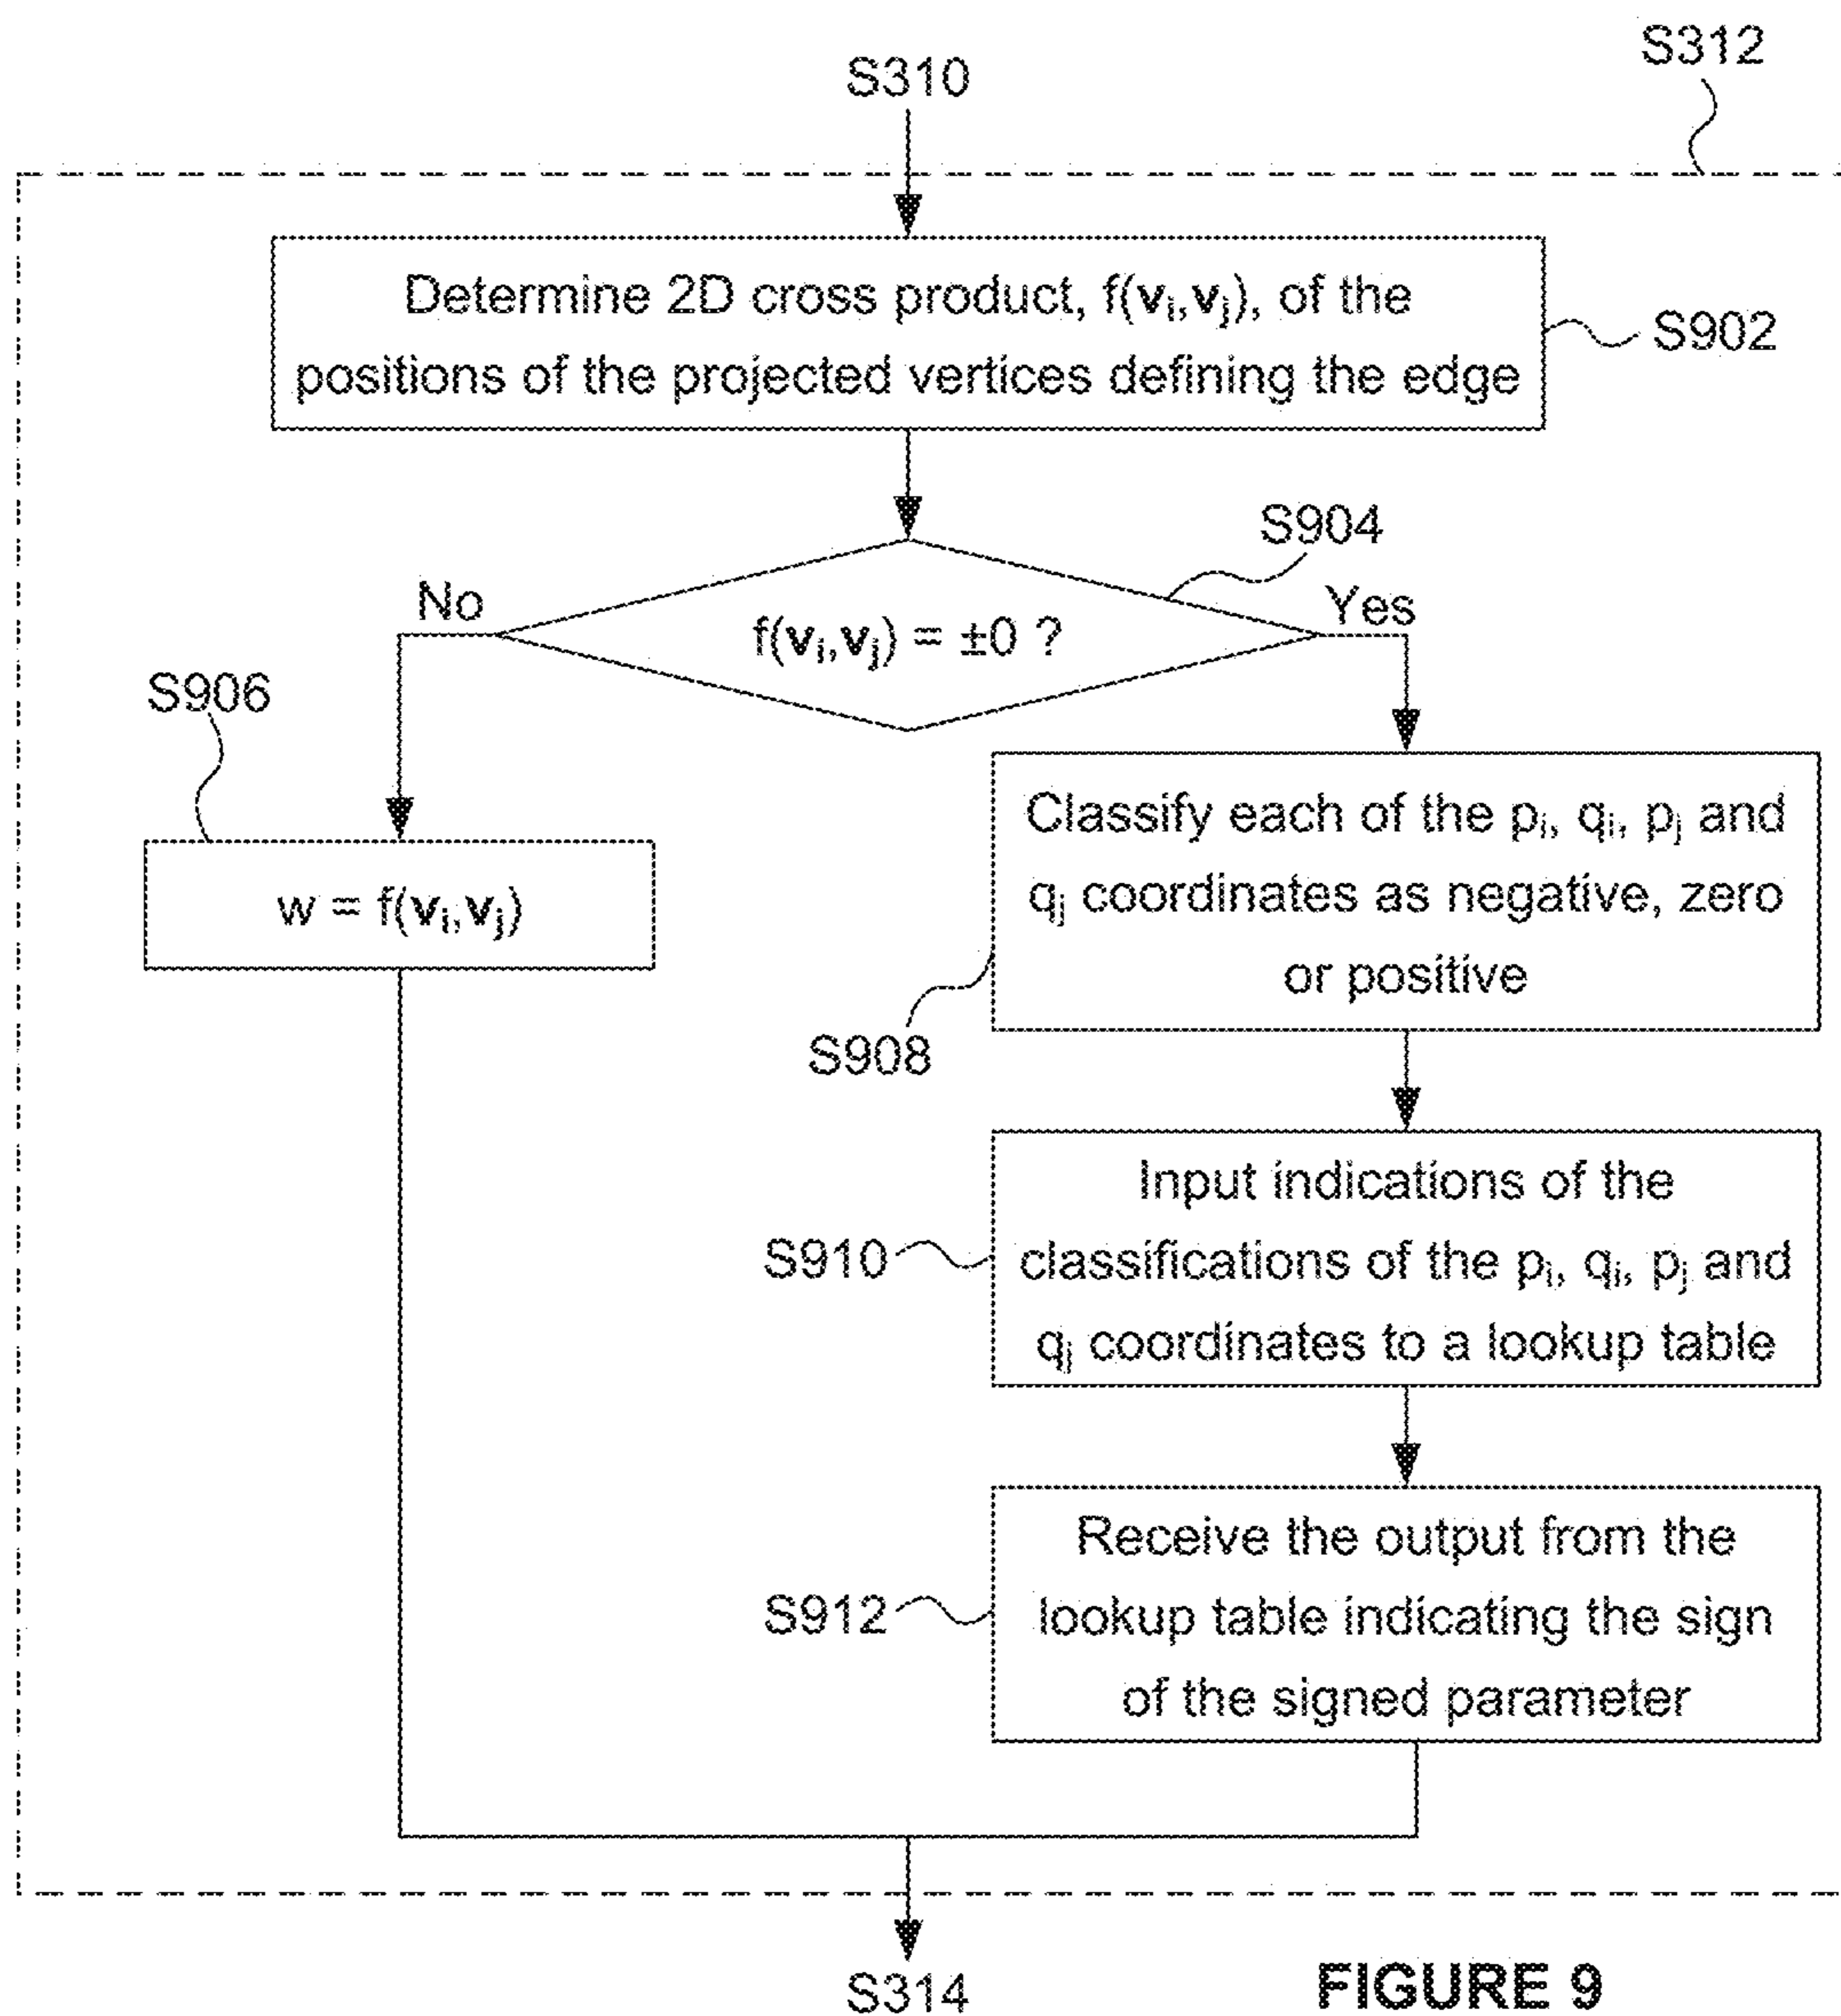 S312
S310
Determine 2D cross product, f(vᵢ,vⱼ), of the
positions of the projected vertices defining the edge
S902
S904
No
f(vᵢ,vⱼ) = ±0 ?
Yes
S906
w = f(vᵢ,vⱼ)
Classify each of the pᵢ, qᵢ, pⱼ and
qⱼ coordinates as negative, zero
or positive
S908
Input indications of the
classifications of the pᵢ, qᵢ, pⱼ and
qⱼ coordinates to a lookup table
S910
Receive the output from the
lookup table indicating the sign
of the signed parameter
S912
S314
FIGURE 9